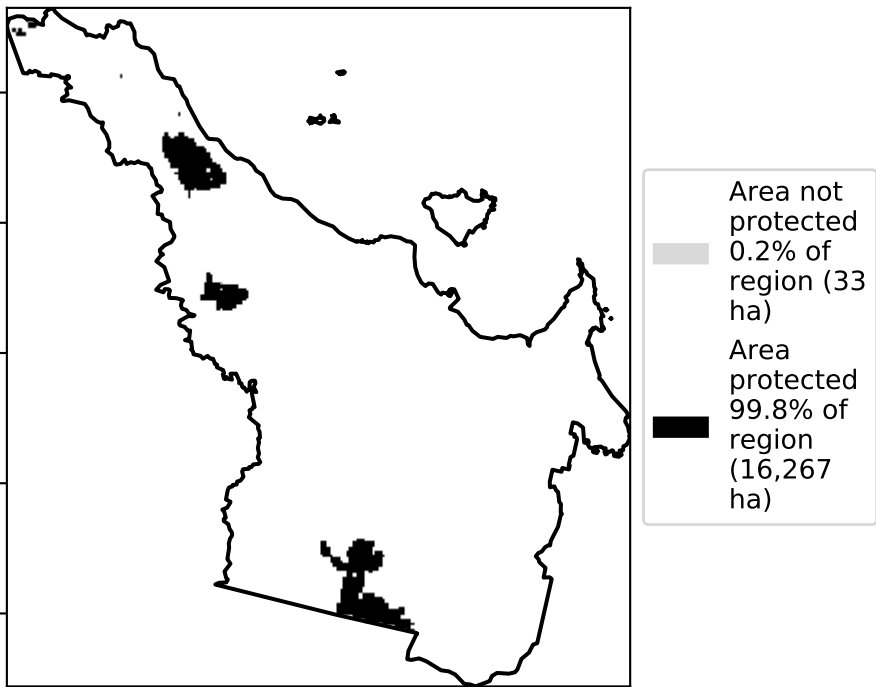 Area not
protected
0.2% of
region (33
ha)
Area
protected
99.8% of
region
(16,267
ha)